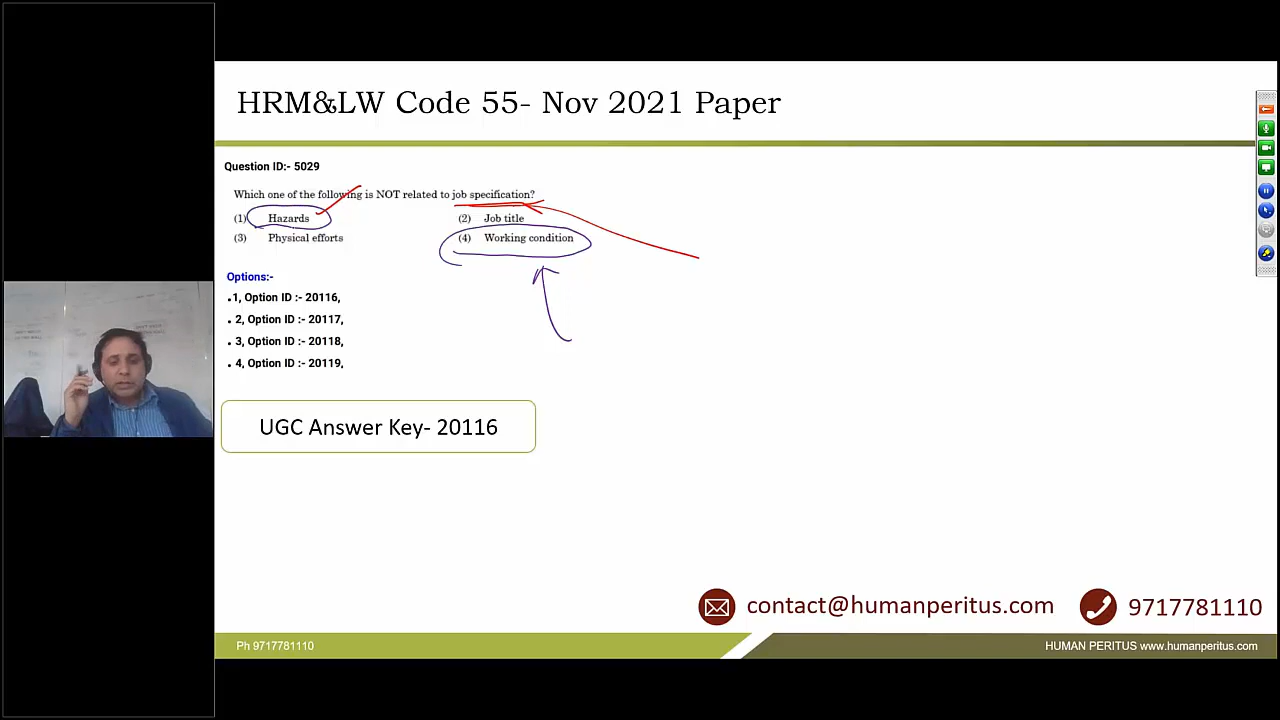 HRM&LW Code 55- Nov 2021 Paper
Question ID:- 5029
Which one of the following is NOT related to job specification?
(1) Hazards (2) Job title
(3) Physical efforts (4) Working condition
Options:-
.1, Option ID :- 20116,
. 2, Option ID :- 20117,
. 3, Option ID :- 20118,
. 4, Option ID :- 20119,
UGC Answer Key- 20116
contact@humanperitus.com 9717781110
Ph 9717781110 HUMAN PERITUS www.humanperitus.com